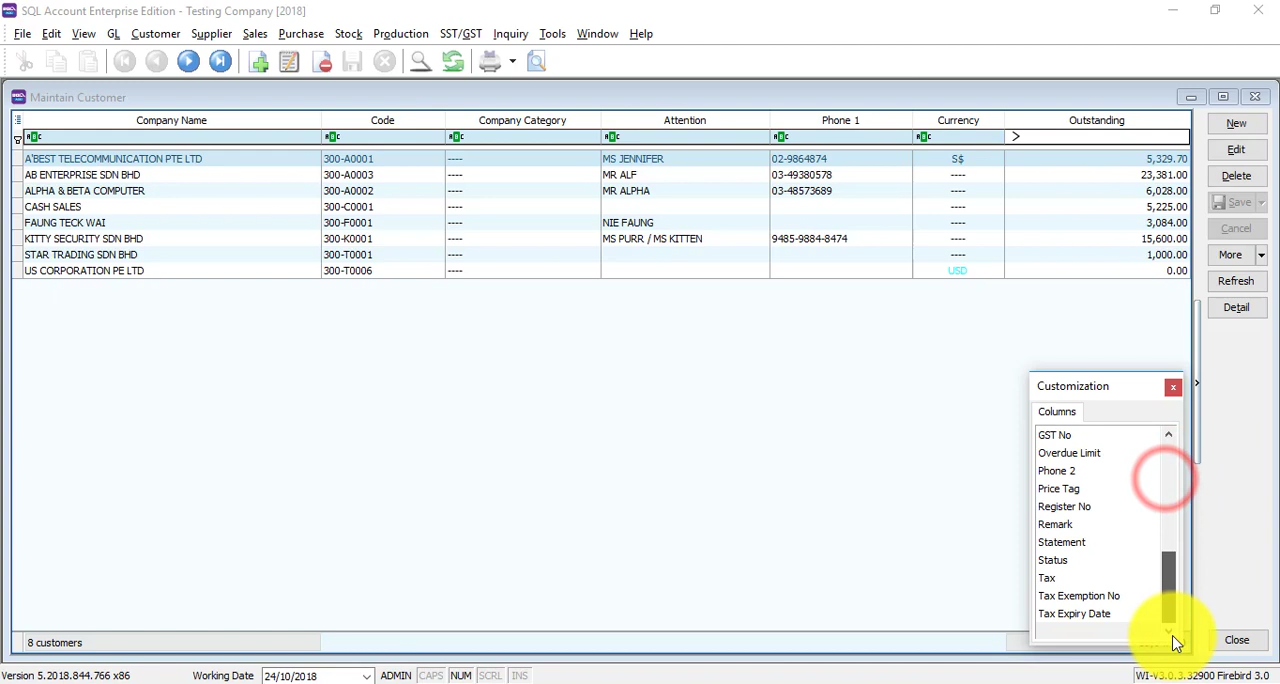 SQL Account Enterprise Edition - Testing Company [2018]
File Edit View GL Customer Supplier Sales Purchase Stock Production SST/GST Inquiry Tools Window Help
Maintain Customer
Company Name Code Company Category Attention Phone 1 Currency Outstanding
>
A'BEST TELECOMMUNICATION PTE LTD 300-A0001 ---- MS JENNIFER 02-9864874 S$ 5,329.70
AB ENTERPRISE SDN BHD 300-A0003 ---- MR ALF 03-49380578 ---- 23,381.00
ALPHA & BETA COMPUTER 300-A0002 ---- MR ALPHA 03-48573689 ---- 6,028.00
CASH SALES 300-C0001 ---- ---- 5,225.00
FAUNG TECK WAI 300-F0001 ---- NIE FAUNG ---- 3,084.00
KITTY SECURITY SDN BHD 300-K0001 ---- MS PURR / MS KITTEN 9485-9884-8474 ---- 15,600.00
STAR TRADING SDN BHD 300-T0001 ---- ---- 1,000.00
US CORPORATION PE LTD 300-T0006 ---- USD 0.00
New
Edit
Delete
Save
Cancel
More
Refresh
Detail
Customization
Columns
GST No
Overdue Limit
Phone 2
Price Tag
Register No
Remark
Statement
Status
Tax
Tax Exemption No
Tax Expiry Date
8 customers
Close
Version 5.2018.844.766 x86 Working Date 24/10/2018 ADMIN CAPS NUM SCRL INS WI-V3.0.3.32900 Firebird 3.0